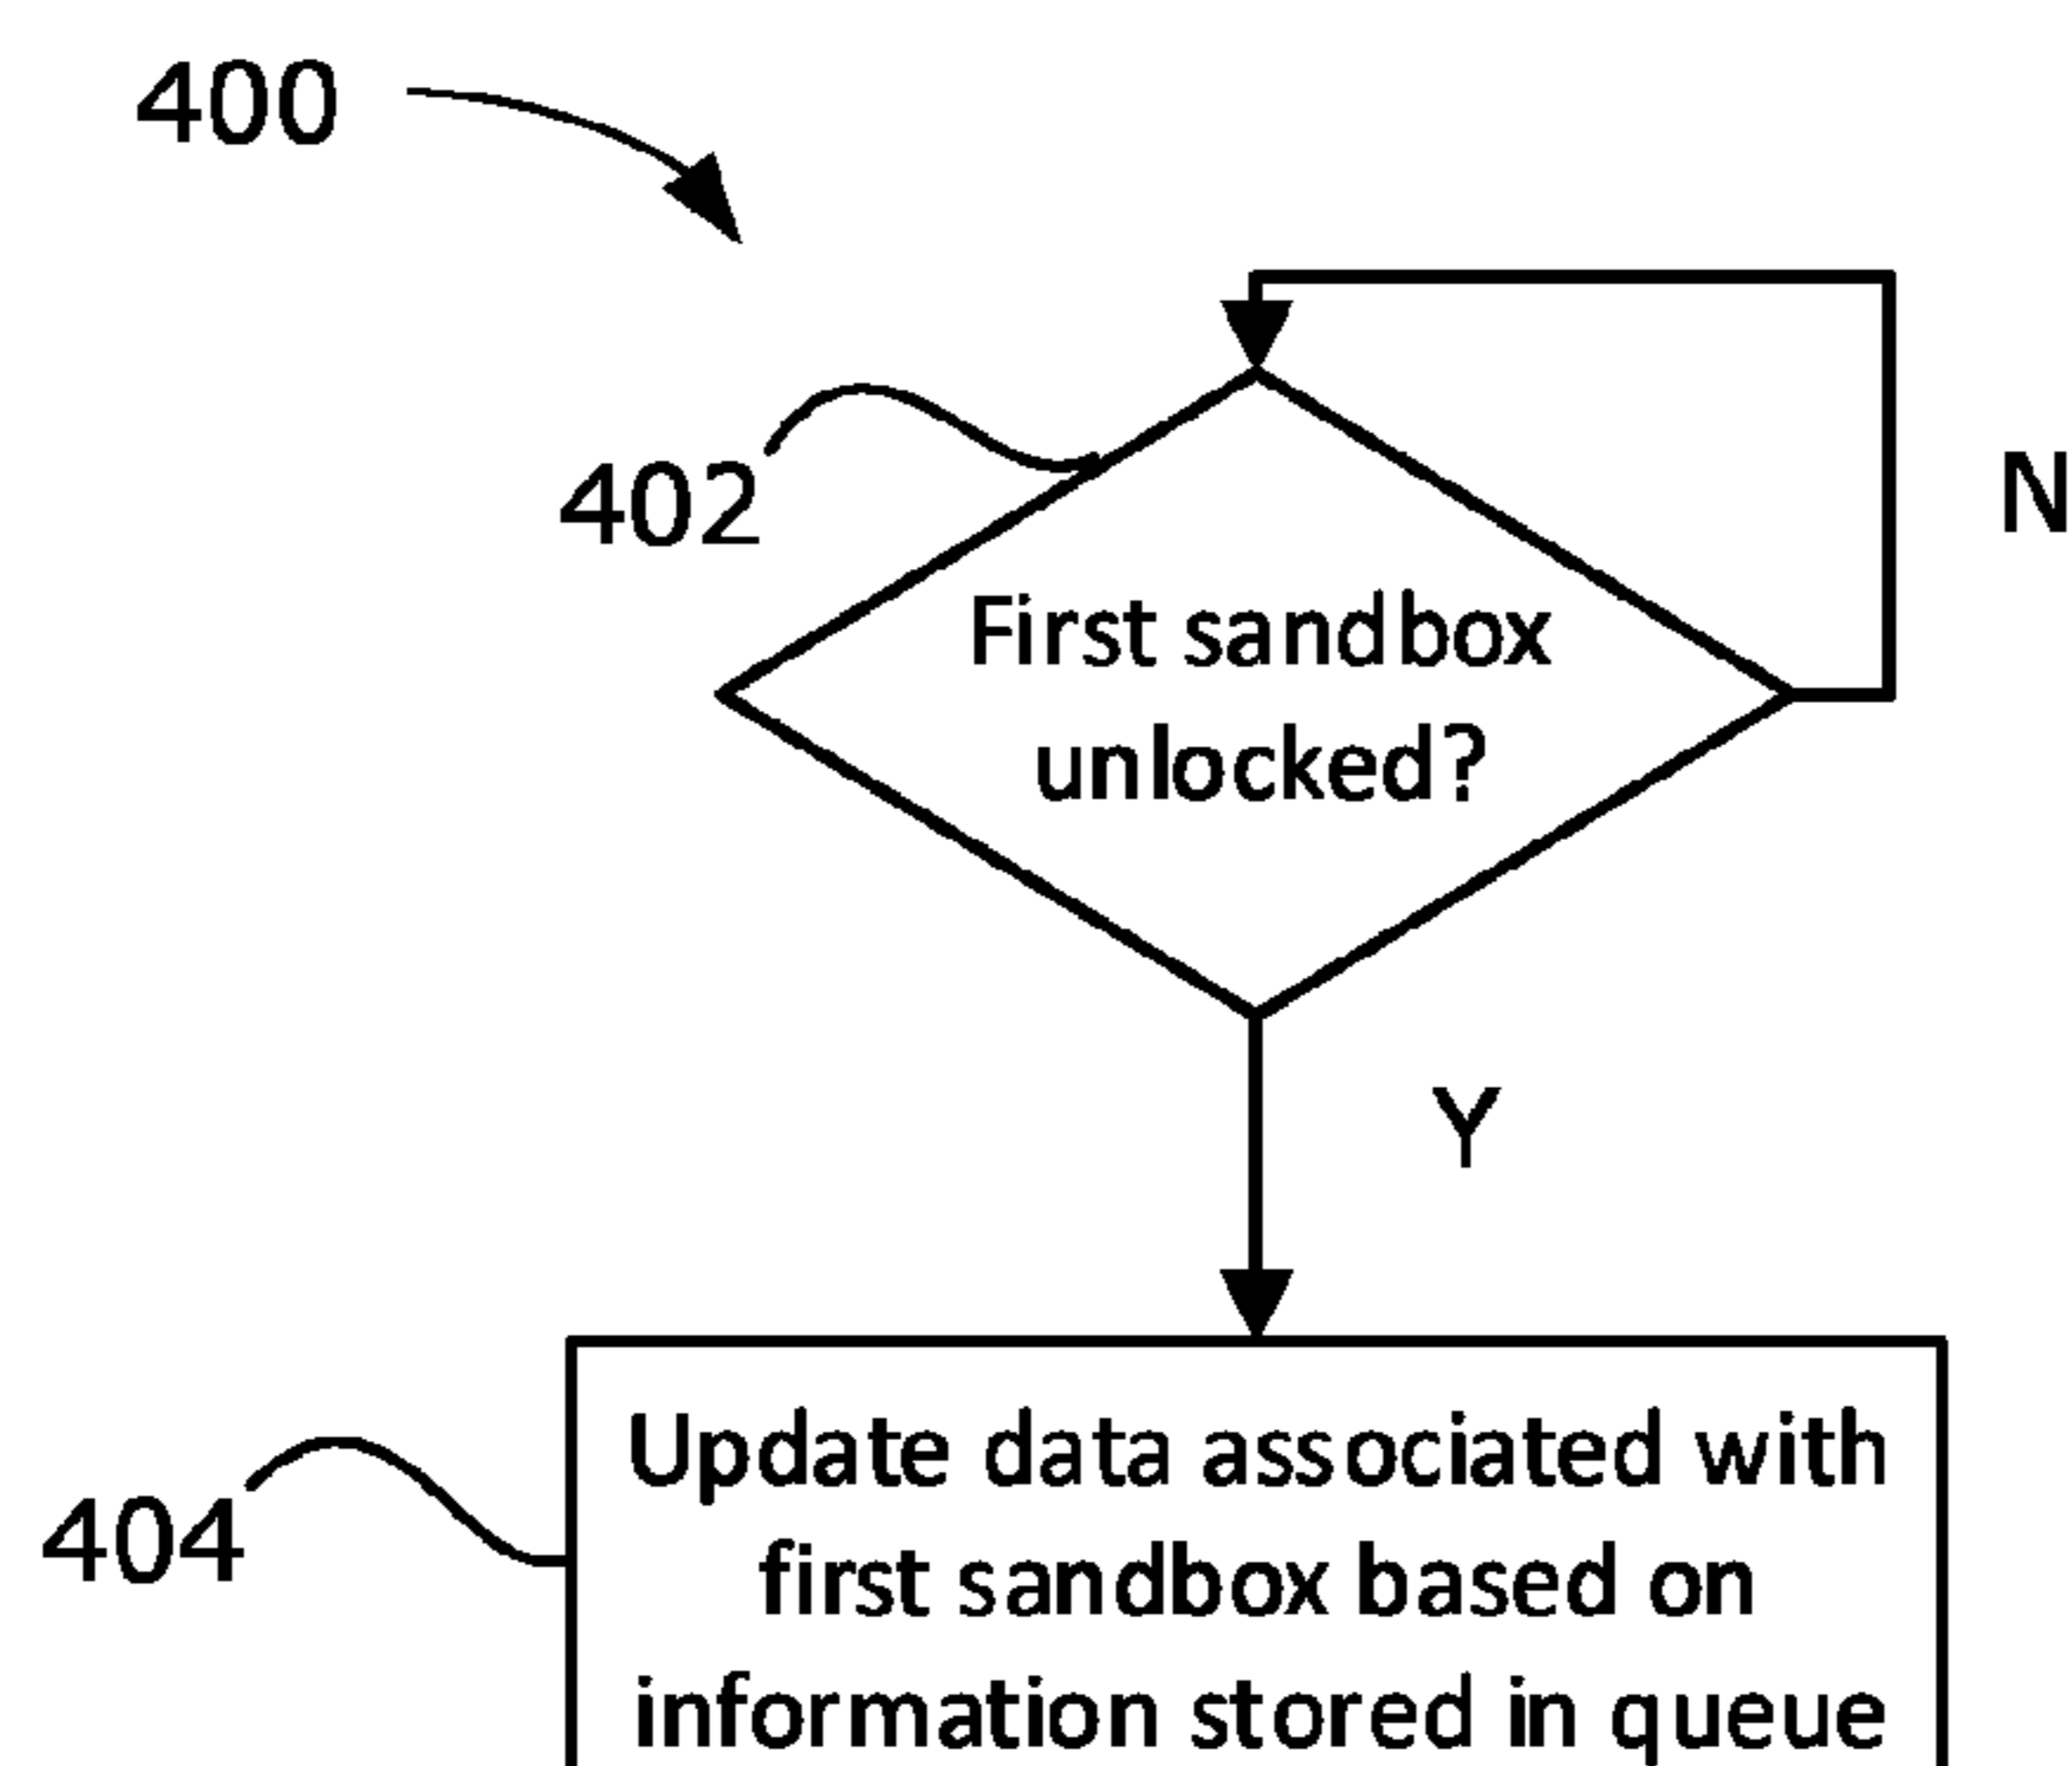 400
402
N
First sandbox
unlocked?
Y
404
Update data associated with
first sandbox based on
information stored in queue